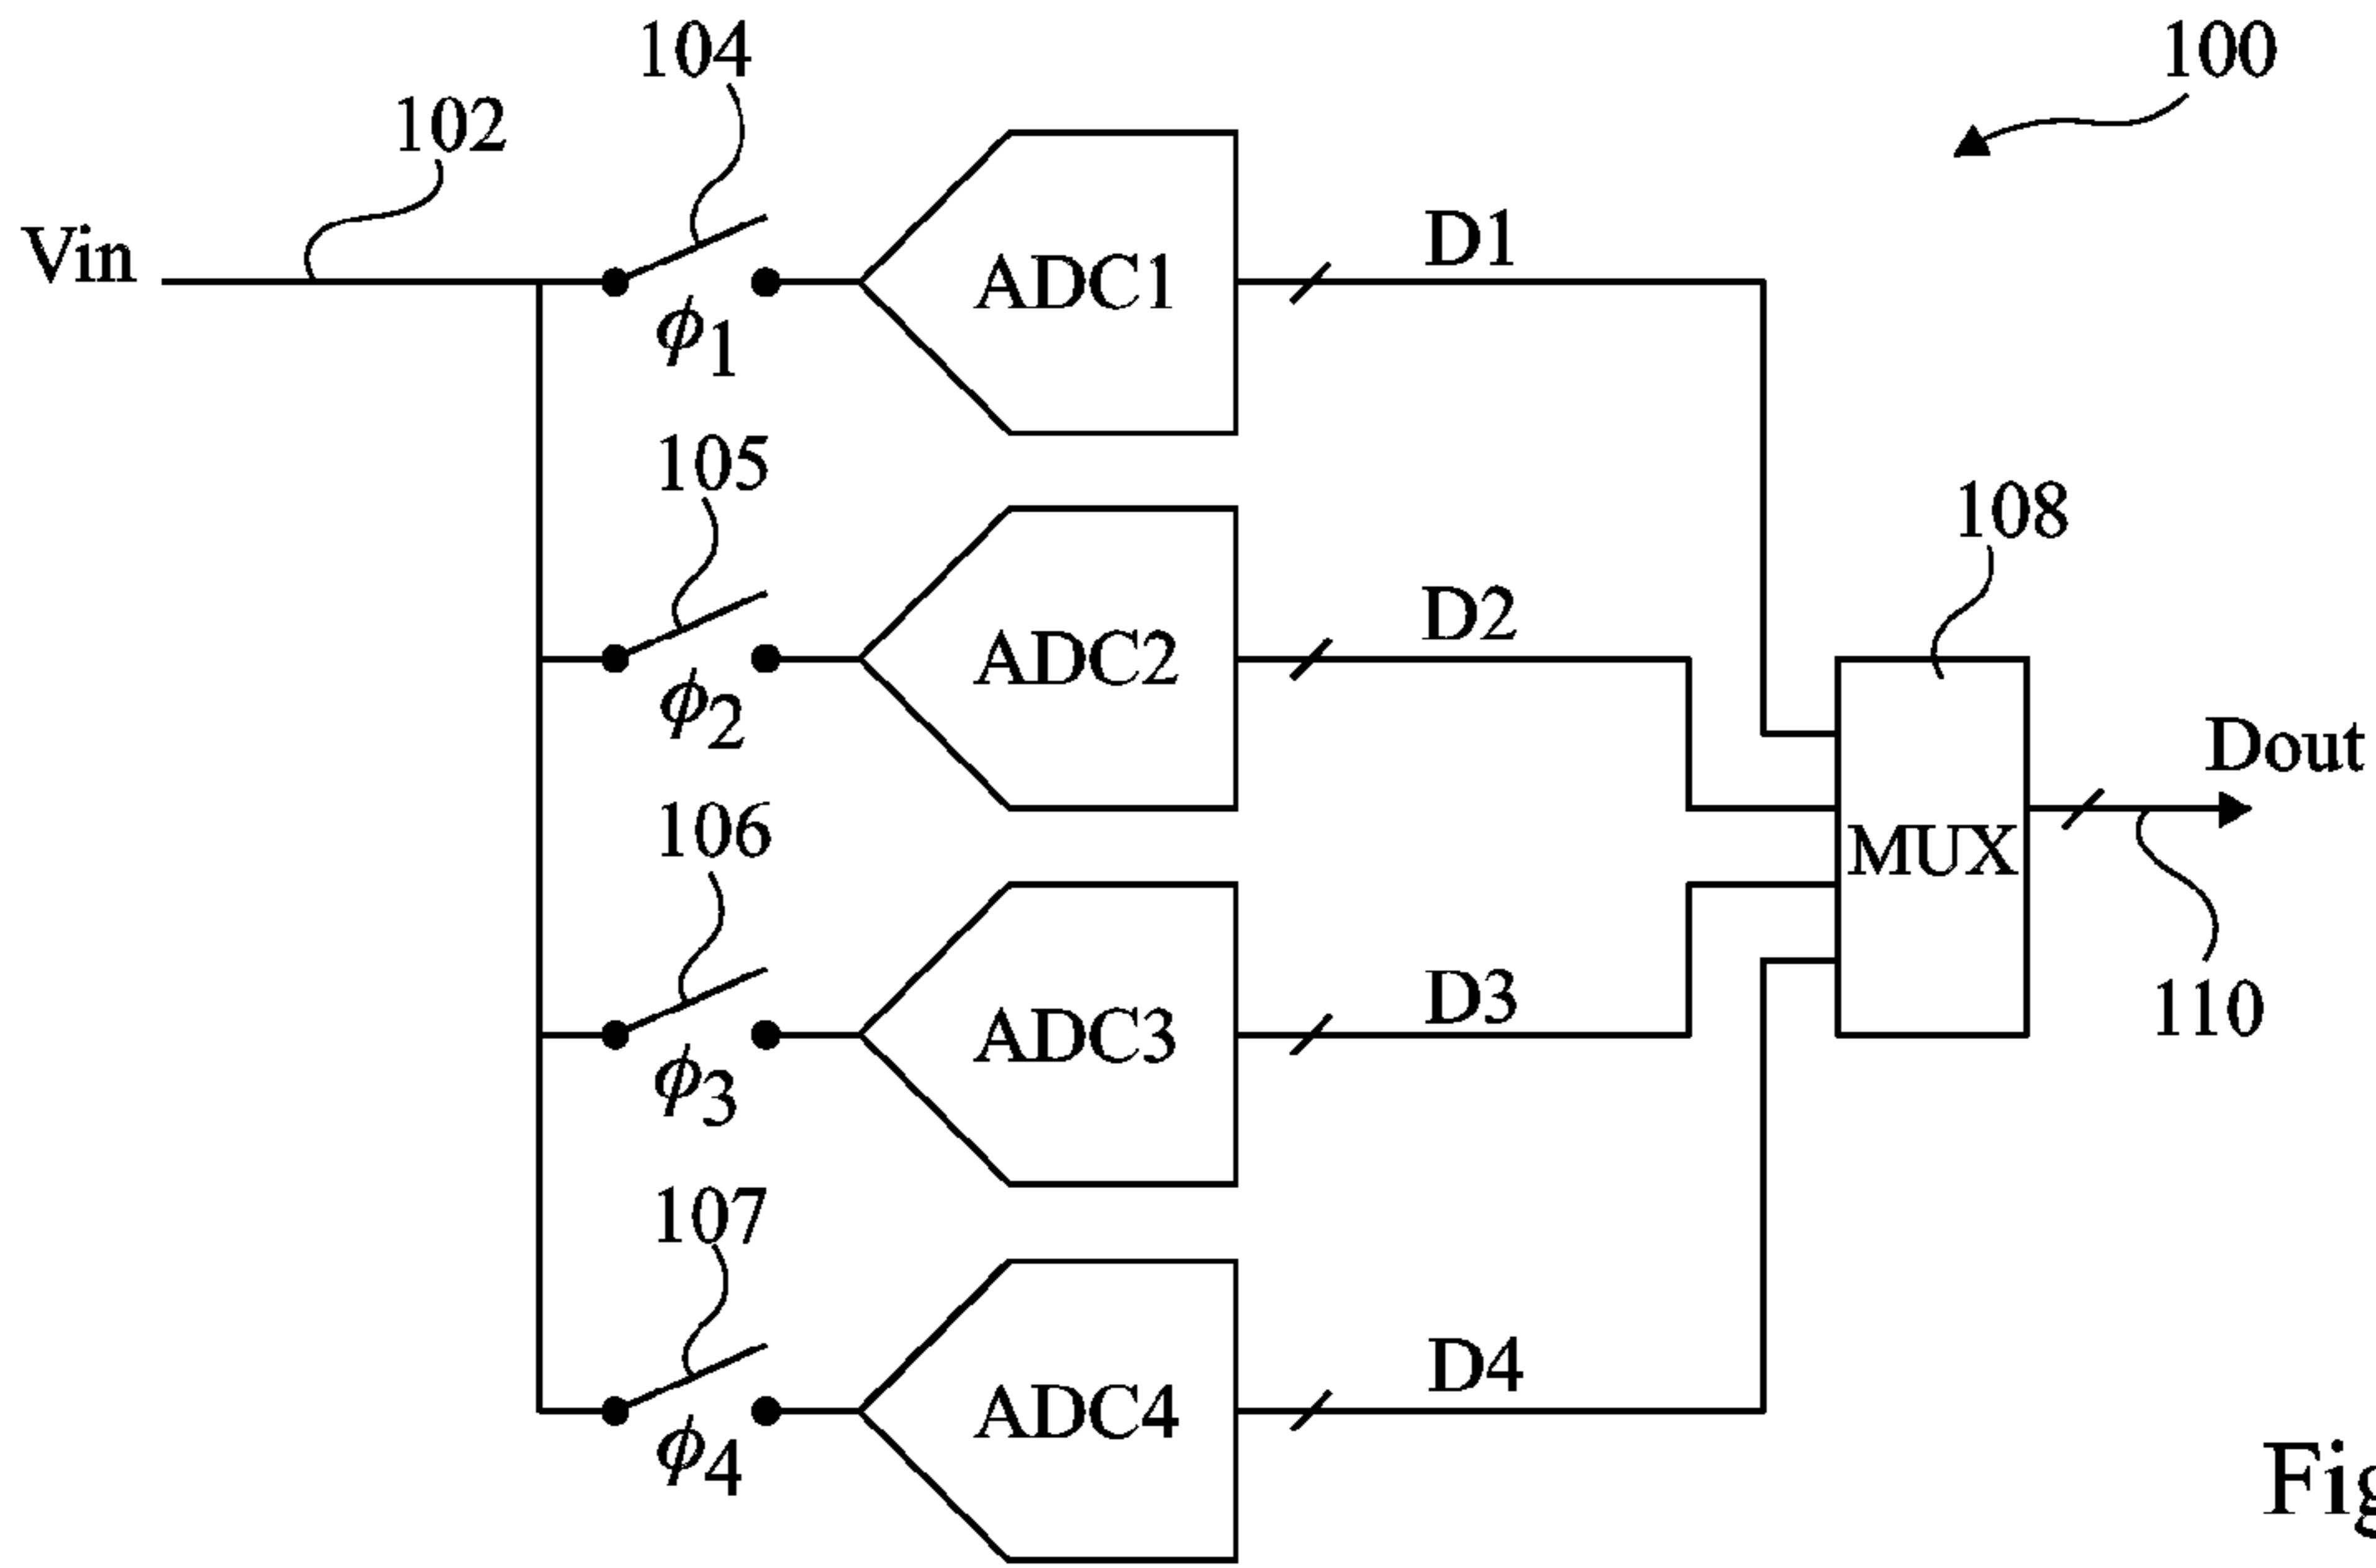 104
100
102
Vin
ϕ1
ADC1
D1
105
ϕ2
ADC2
D2
108
MUX
Dout
106
ϕ3
ADC3
D3
110
107
ϕ4
ADC4
D4